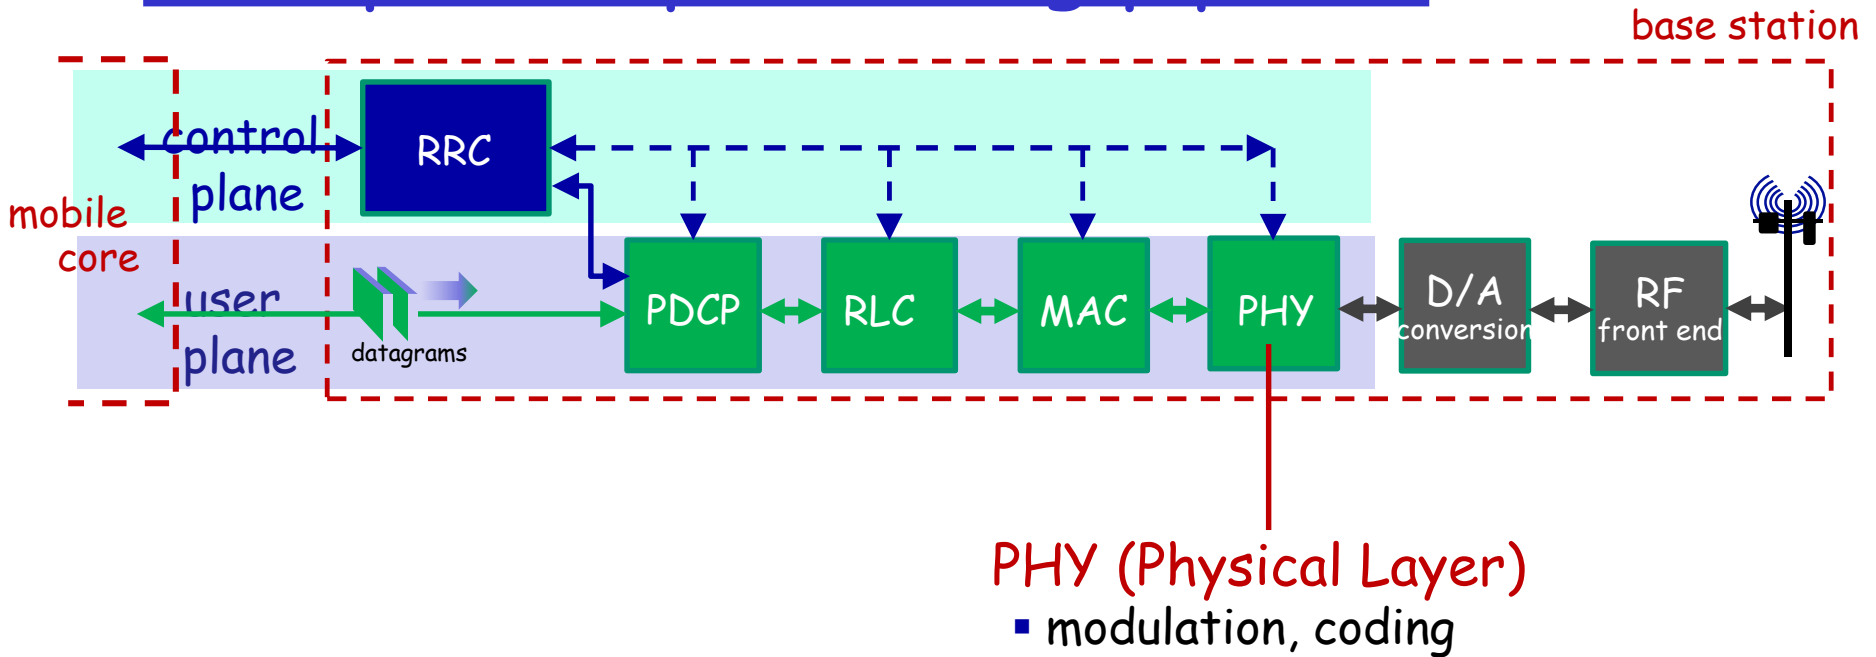 base station
control
plane
RRC
mobile
core
user
plane
datagrams
PDCP
RLC
MAC
PHY
D/A
conversion
RF
front end
PHY (Physical Layer)
modulation, coding